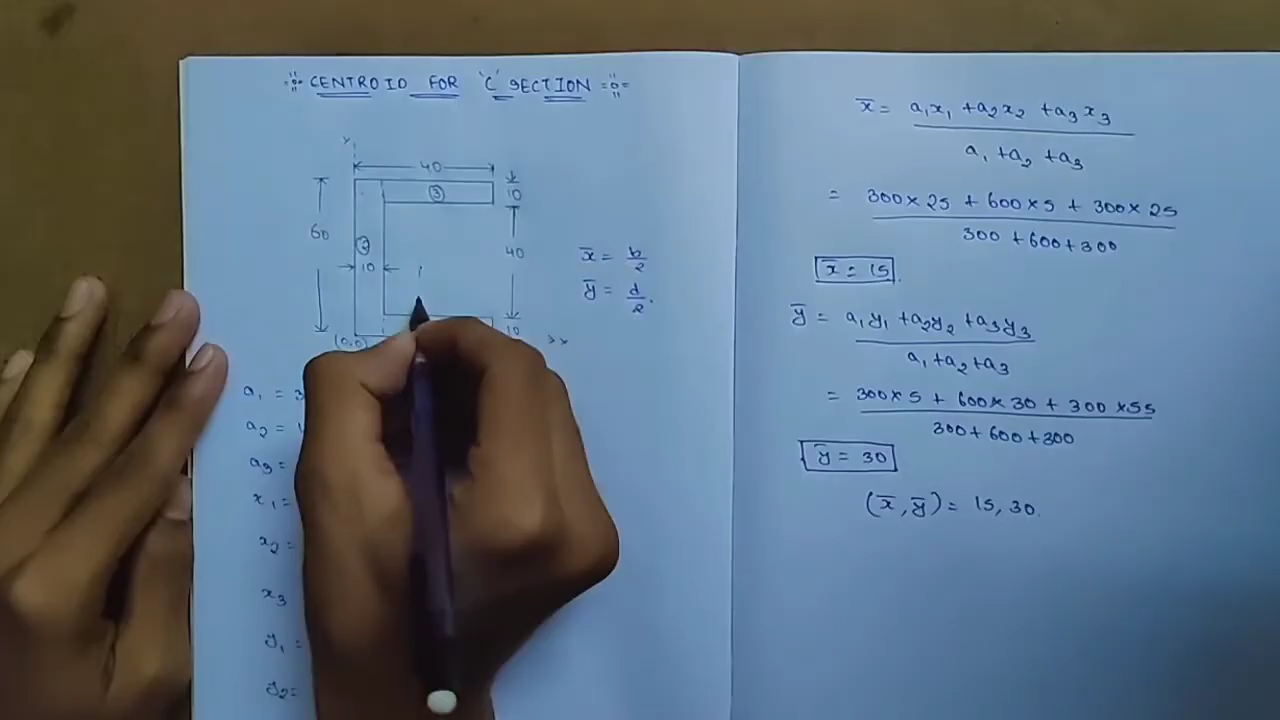 CENTROID FOR 'C' SECTION
40
③
10
60
②
10
40
x̄ = b/2
ȳ = d/2.
10
(0,0)
a₁ =
a₂ =
a₃ =
x₁ =
x₂ =
x₃
y₁ =
y₂ =
x̄ = a₁x₁ + a₂x₂ + a₃x₃
a₁ + a₂ + a₃
= 300 × 25 + 600 × 5 + 300 × 25
300 + 600 + 300
x̄ = 15
ȳ = a₁y₁ + a₂y₂ + a₃y₃
a₁ + a₂ + a₃
= 300 × 5 + 600 × 30 + 300 × 55
300 + 600 + 300
ȳ = 30
(x̄, ȳ) = 15, 30.